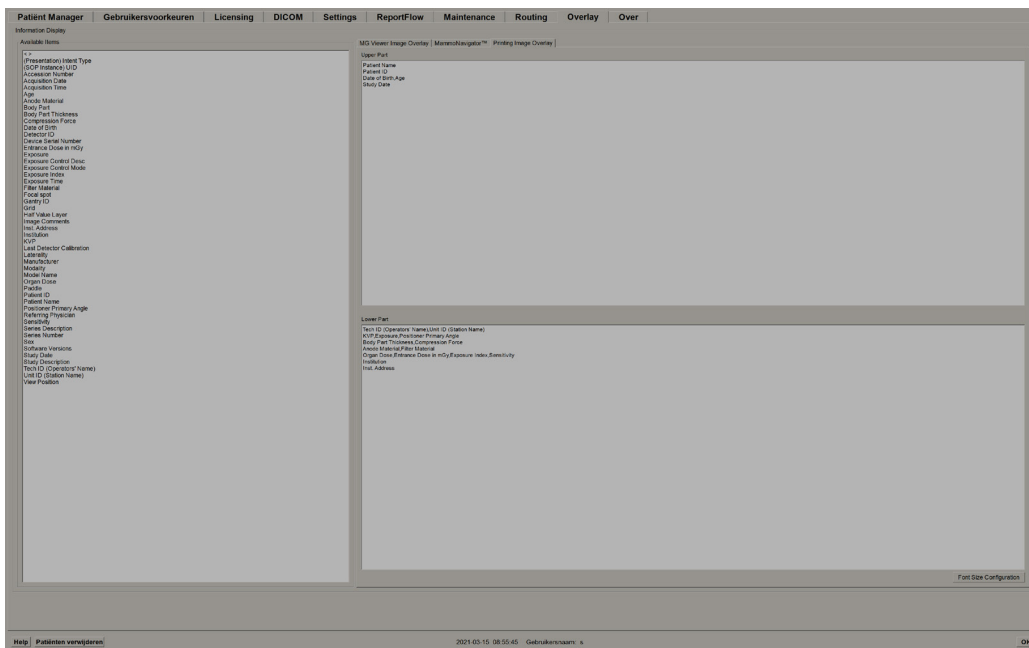 Patiënt Manager Gebruikersvoorkeuren Licensing DICOM Settings ReportFlow Maintenance Routing Overlay Over
Information Display
Available Items
< >
(Presentation) Intent Type
(SOP Instance) UID
Accession Number
Acquisition Date
Acquisition Time
Age
Anode Material
Body Part
Body Part Thickness
Compression Force
Date of Birth
Detector ID
Device Serial Number
Entrance Dose in mGy
Exposure
Exposure Control Desc
Exposure Control Mode
Exposure Index
Exposure Time
Filter Material
Focal spot
Gantry ID
Grid
Half Value Layer
Image Comments
Inst. Address
Institution
KVP
Last Detector Calibration
Laterality
Manufacturer
Modality
Model Name
Organ Dose
Paddle
Patient ID
Patient Name
Positioner Primary Angle
Referring Physician
Sensitivity
Series Description
Series Number
Sex
Software Versions
Study Date
Study Description
Tech ID (Operators' Name)
Unit ID (Station Name)
View Position
MG Viewer Image Overlay MammoNavigator™ Printing Image Overlay
Upper Part
Patient Name
Patient ID
Date of Birth,Age
Study Date
Lower Part
Tech ID (Operators' Name),Unit ID (Station Name)
KVP,Exposure,Positioner Primary Angle
Body Part Thickness,Compression Force
Anode Material,Filter Material
Organ Dose,Entrance Dose in mGy,Exposure Index,Sensitivity
Institution
Inst. Address
Font Size Configuration
Help Patiënten verwijderen 2021-03-15 08:55:45 Gebruikersnaam: s OK